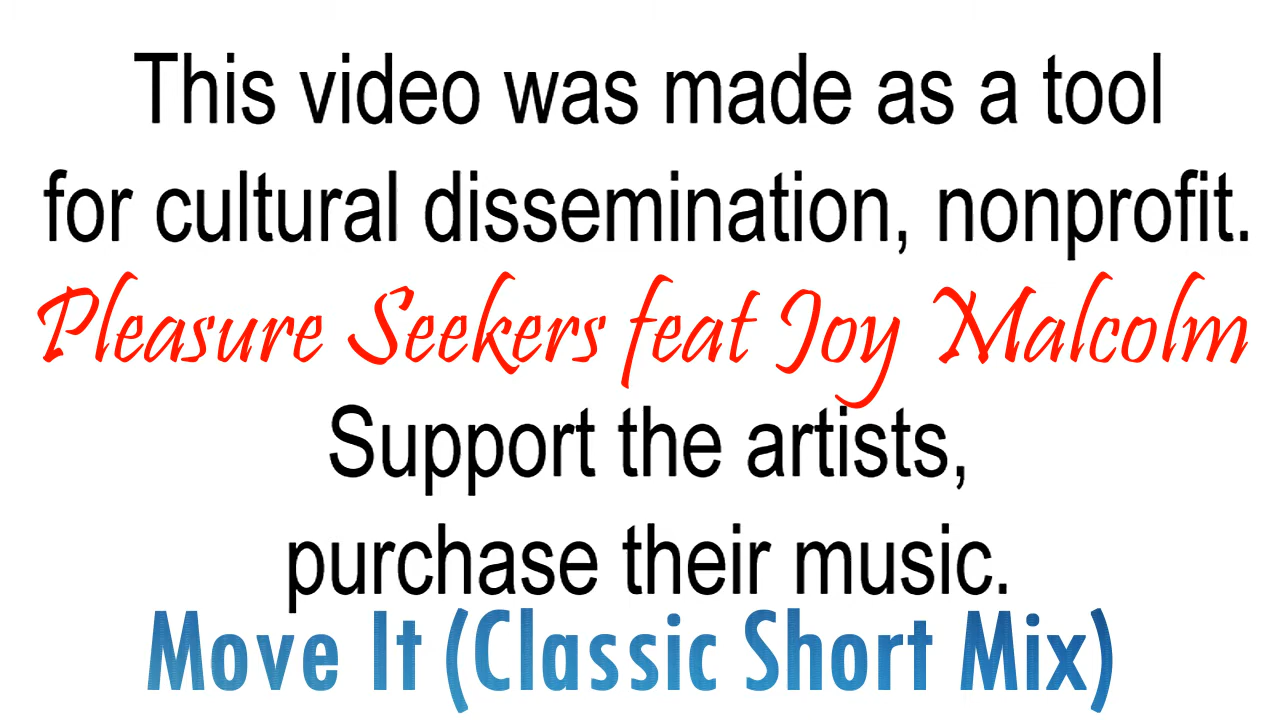 This video was made as a tool
for cultural dissemination, nonprofit.
Pleasure Seekers feat Joy Malcolm
Support the artists,
purchase their music.
Move It (Classic Short Mix)